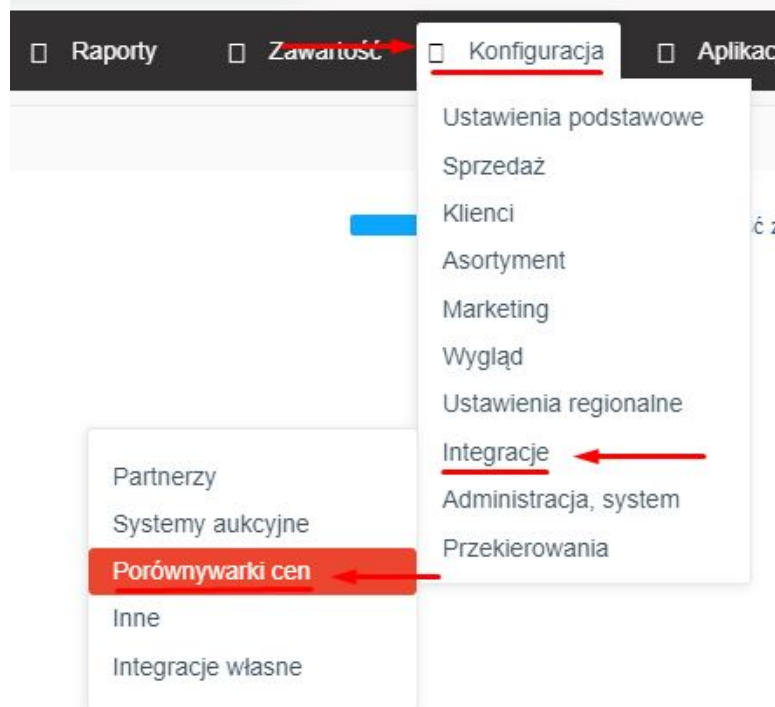 Raporty Zawartość Konfiguracja Aplikac
Ustawienia podstawowe
Sprzedaż
Klienci
ć z
Asortyment
Marketing
Wygląd
Ustawienia regionalne
Integracje
Administracja, system
Przekierowania
Partnerzy
Systemy aukcyjne
Porównywarki cen
Inne
Integracje własne